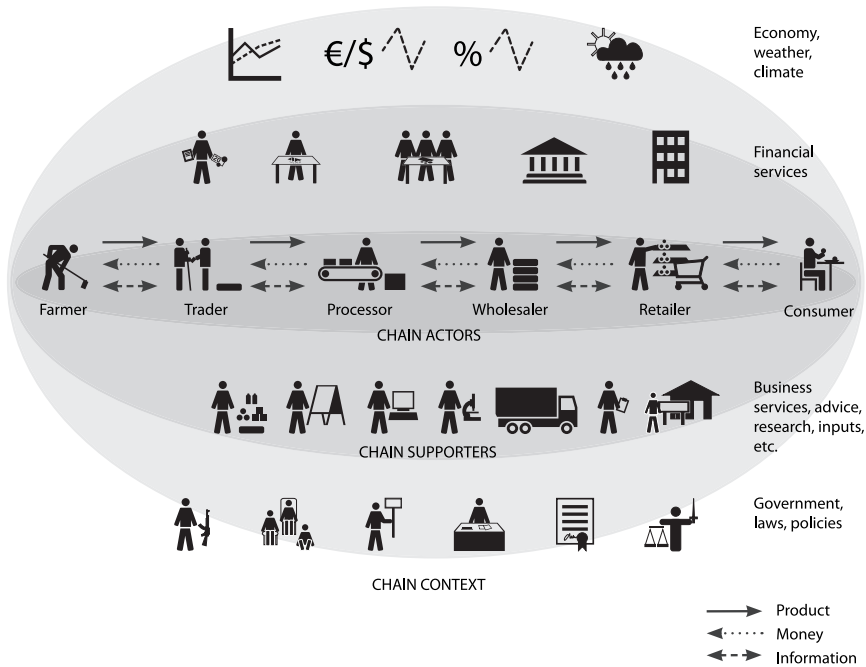 Economy,
weather,
climate
€/$ %
Financial
services
Farmer Trader Processor Wholesaler Retailer Consumer
CHAIN ACTORS
Business
services, advice,
research, inputs,
etc.
CHAIN SUPPORTERS
Government,
laws, policies
CHAIN CONTEXT
Product
Money
Information